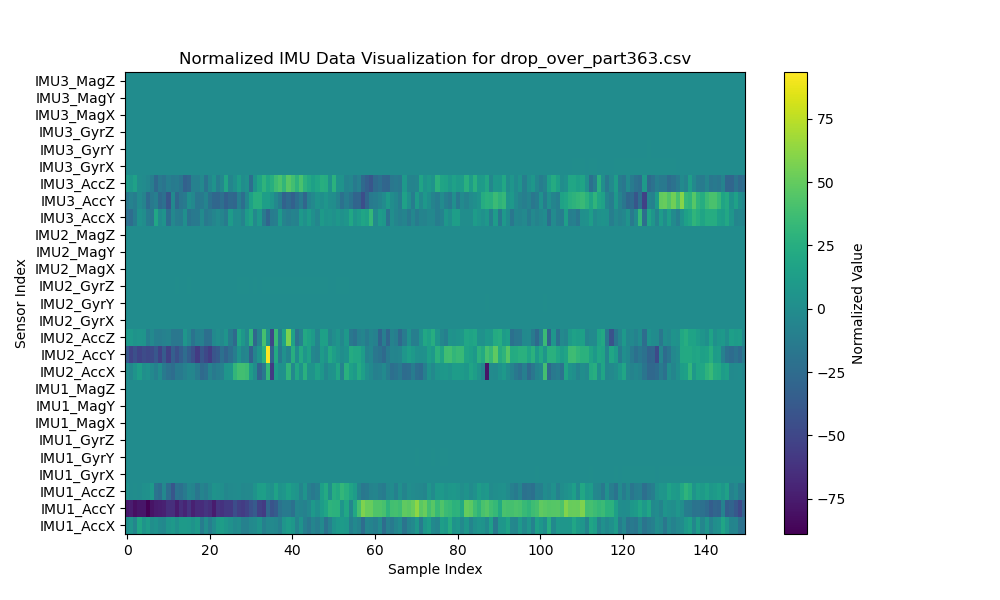 Normalized IMU Data Visualization for drop_over_part363.csv
IMU3_MagZ
IMU3_MagY
IMU3_MagX
IMU3_GyrZ
IMU3_GyrY
IMU3_GyrX
IMU3_AccZ
IMU3_AccY
IMU3_AccX
IMU2_MagZ
IMU2_MagY
IMU2_MagX
IMU2_GyrZ
IMU2_GyrY
IMU2_GyrX
IMU2_AccZ
IMU2_AccY
IMU2_AccX
IMU1_MagZ
IMU1_MagY
IMU1_MagX
IMU1_GyrZ
IMU1_GyrY
IMU1_GyrX
IMU1_AccZ
IMU1_AccY
IMU1_AccX
Sensor Index
0 20 40 60 80 100 120 140
Sample Index
75
50
25
0
−25
−50
−75
Normalized Value